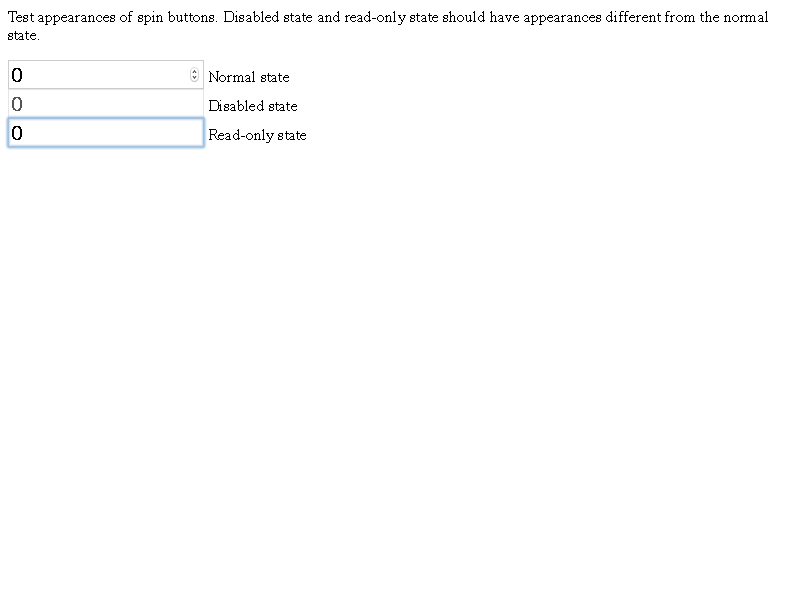 Test appearances of spin buttons. Disabled state and read-only state should have appearances different from the normal
state.
0 Normal state
0 Disabled state
0 Read-only state